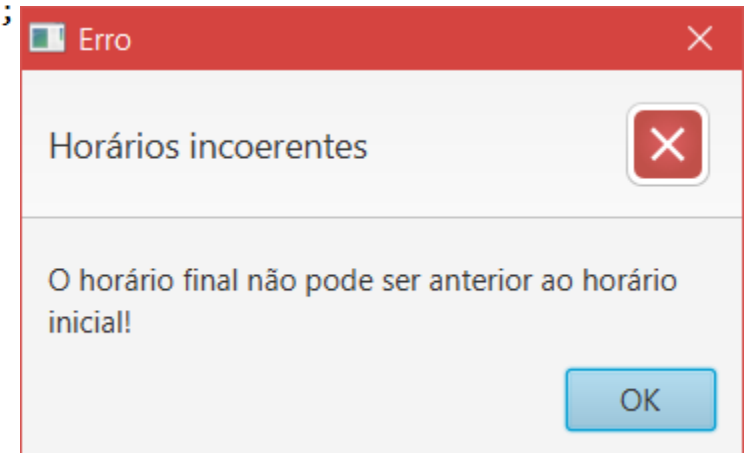 ;
Erro
Horários incoerentes
O horário final não pode ser anterior ao horário
inicial!
OK